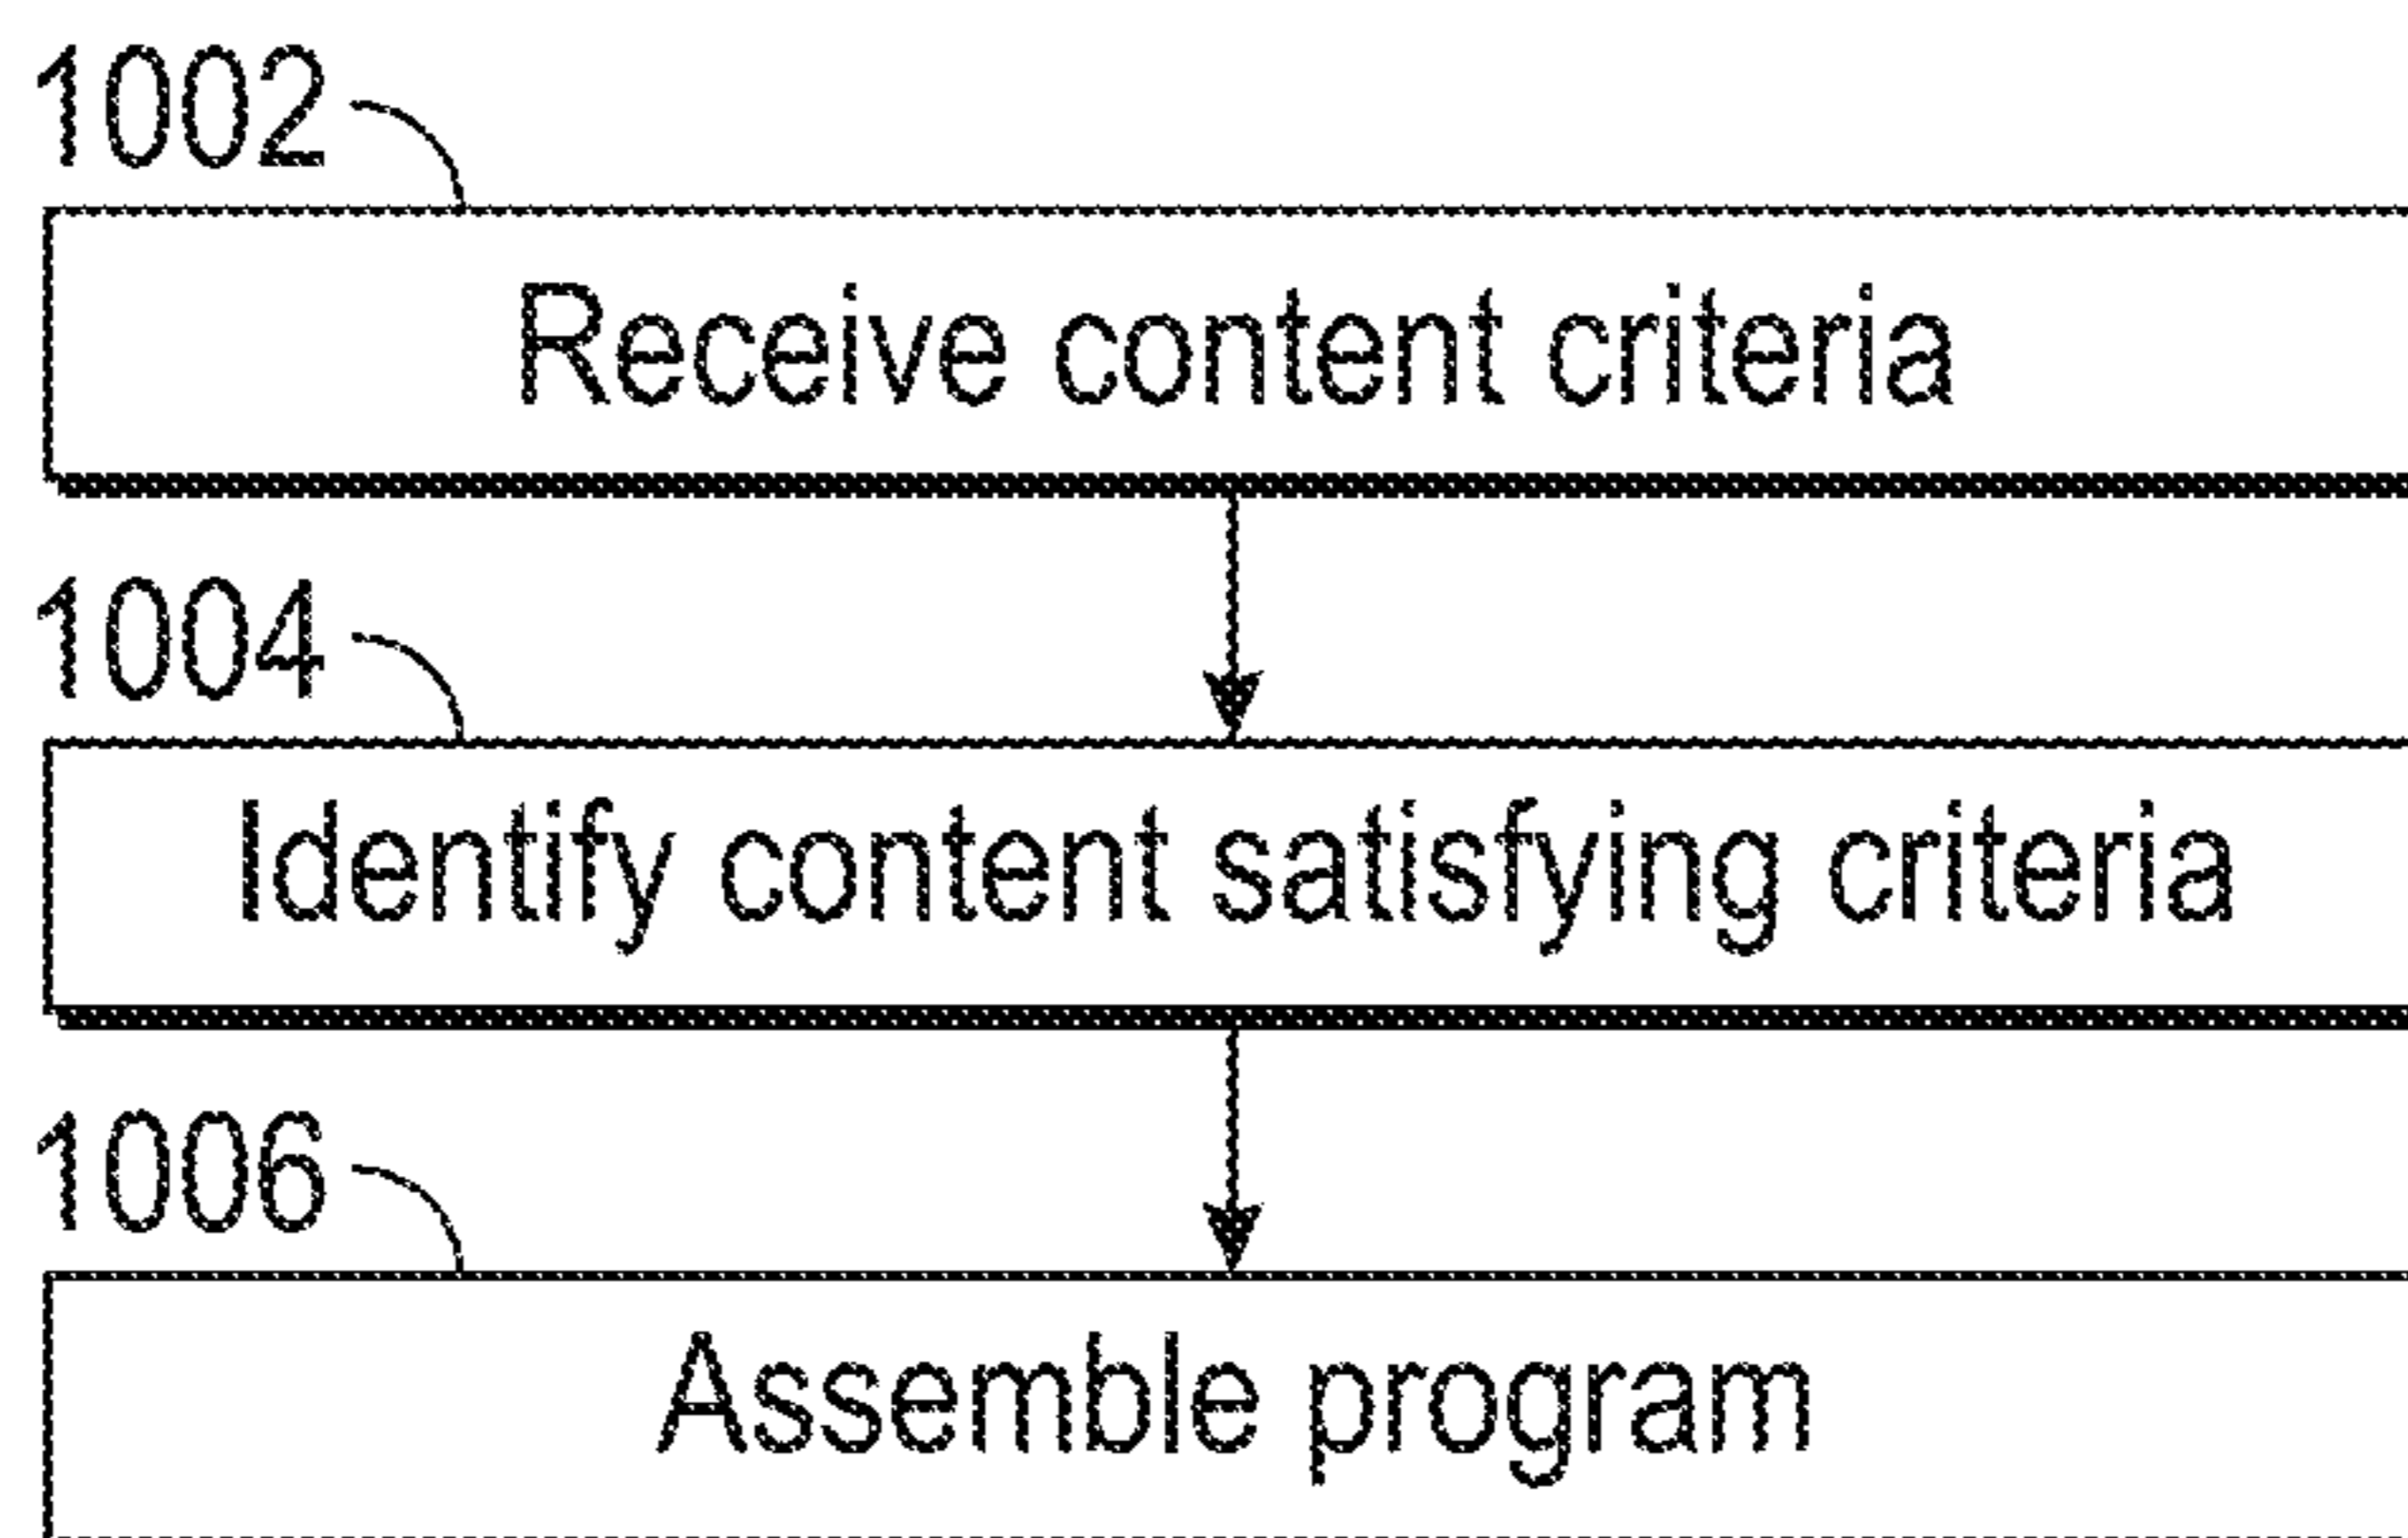 1002
Receive content criteria
1004
Identify content satisfying criteria
1006
Assemble program